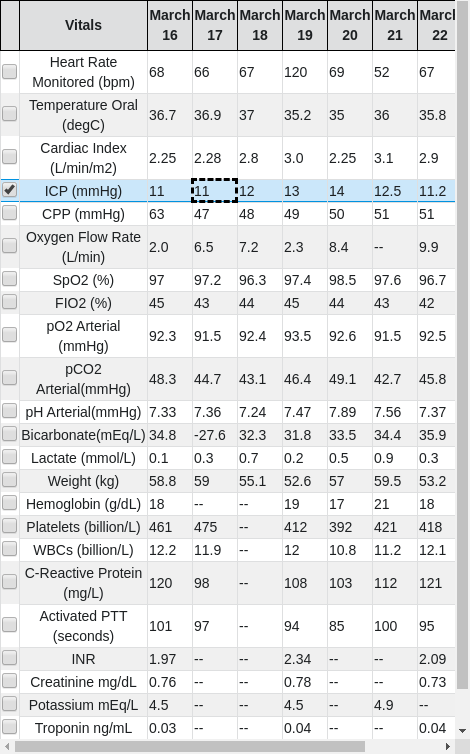 Vitals March 16 March 17 March 18 March 19 March 20 March 21 March 22
Heart Rate Monitored (bpm) 68 66 67 120 69 52 67
Temperature Oral (degC) 36.7 36.9 37 35.2 35 36 35.8
Cardiac Index (L/min/m2) 2.25 2.28 2.8 3.0 2.25 3.1 2.9
ICP (mmHg) 11 11 12 13 14 12.5 11.2
CPP (mmHg) 63 47 48 49 50 51 51
Oxygen Flow Rate (L/min) 2.0 6.5 7.2 2.3 8.4 -- 9.9
SpO2 (%) 97 97.2 96.3 97.4 98.5 97.6 96.7
FIO2 (%) 45 43 44 45 44 43 42
pO2 Arterial (mmHg) 92.3 91.5 92.4 93.5 92.6 91.5 92.5
pCO2 Arterial(mmHg) 48.3 44.7 43.1 46.4 49.1 42.7 45.8
pH Arterial(mmHg) 7.33 7.36 7.24 7.47 7.89 7.56 7.37
Bicarbonate(mEq/L) 34.8 -27.6 32.3 31.8 33.5 34.4 35.9
Lactate (mmol/L) 0.1 0.3 0.7 0.2 0.5 0.9 0.3
Weight (kg) 58.8 59 55.1 52.6 57 59.5 53.2
Hemoglobin (g/dL) 18 -- -- 19 17 21 18
Platelets (billion/L) 461 475 -- 412 392 421 418
WBCs (billion/L) 12.2 11.9 -- 12 10.8 11.2 12.1
C-Reactive Protein (mg/L) 120 98 -- 108 103 112 121
Activated PTT (seconds) 101 97 -- 94 85 100 95
INR 1.97 -- -- 2.34 -- -- 2.09
Creatinine mg/dL 0.76 -- -- 0.78 -- -- 0.73
Potassium mEq/L 4.5 -- -- 4.5 -- 4.9 --
Troponin ng/mL 0.03 -- -- 0.04 -- -- 0.04